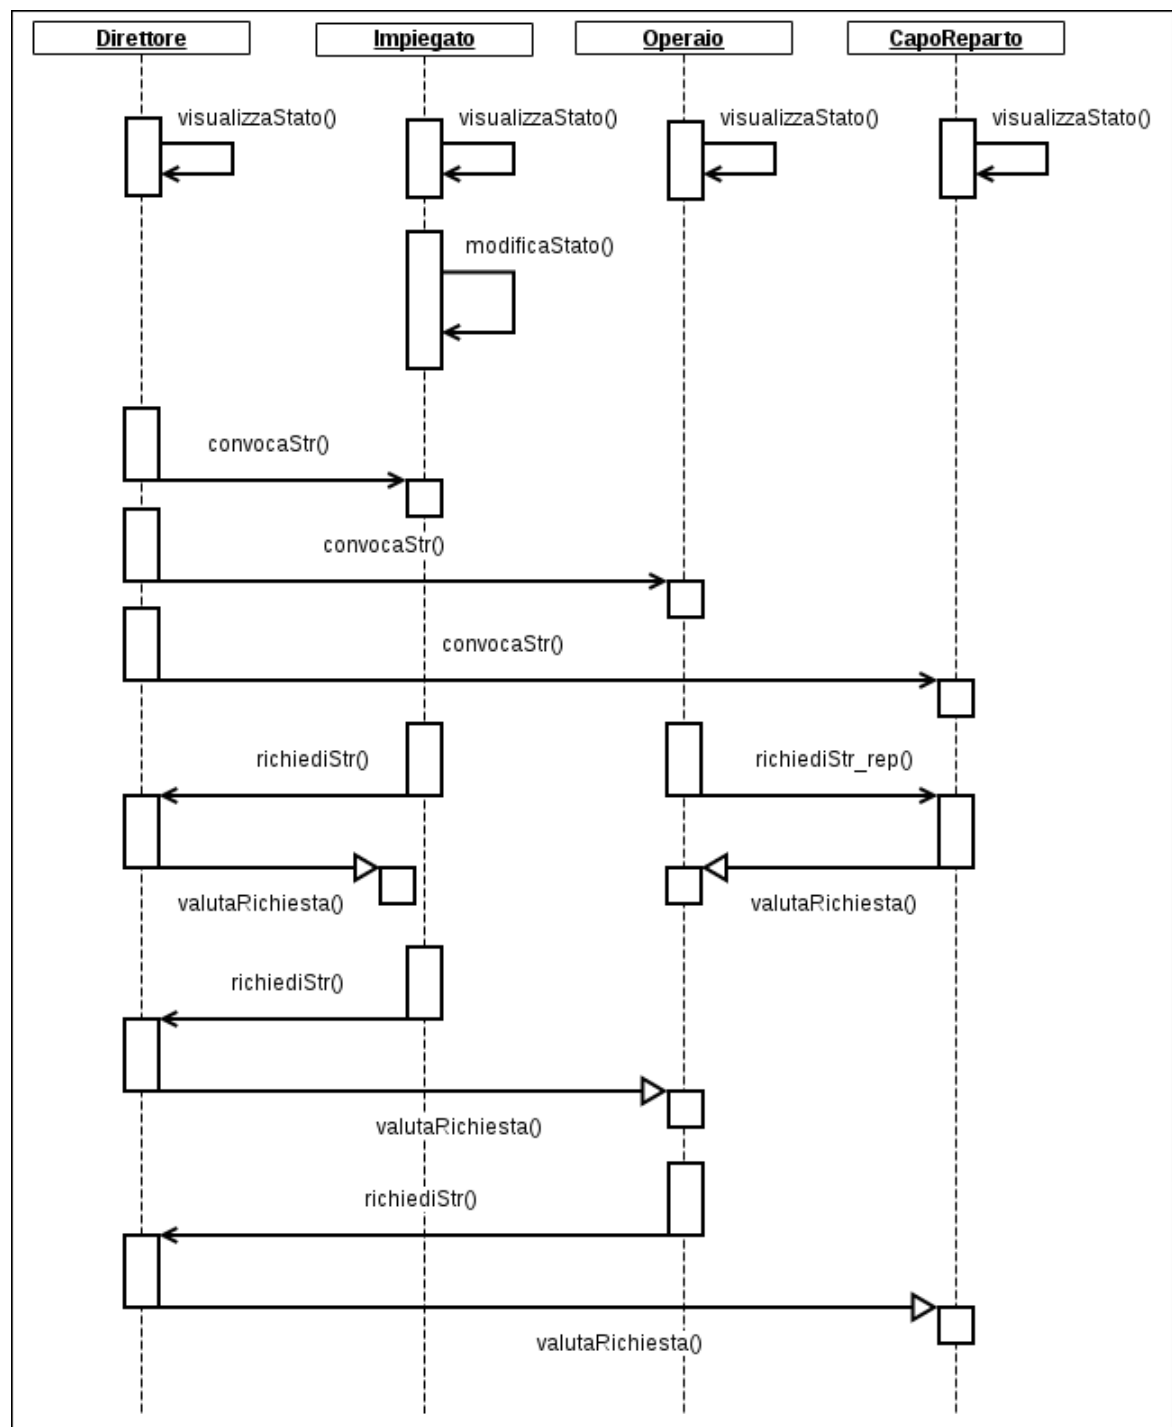 Direttore
Impiegato
Operaio
CapoReparto
visualizzaStato()
visualizzaStato()
visualizzaStato()
visualizzaStato()
modificaStato()
convocaStr()
convocaStr()
convocaStr()
richiediStr()
richiediStr_rep()
valutaRichiesta()
valutaRichiesta()
richiediStr()
valutaRichiesta()
richiediStr()
valutaRichiesta()